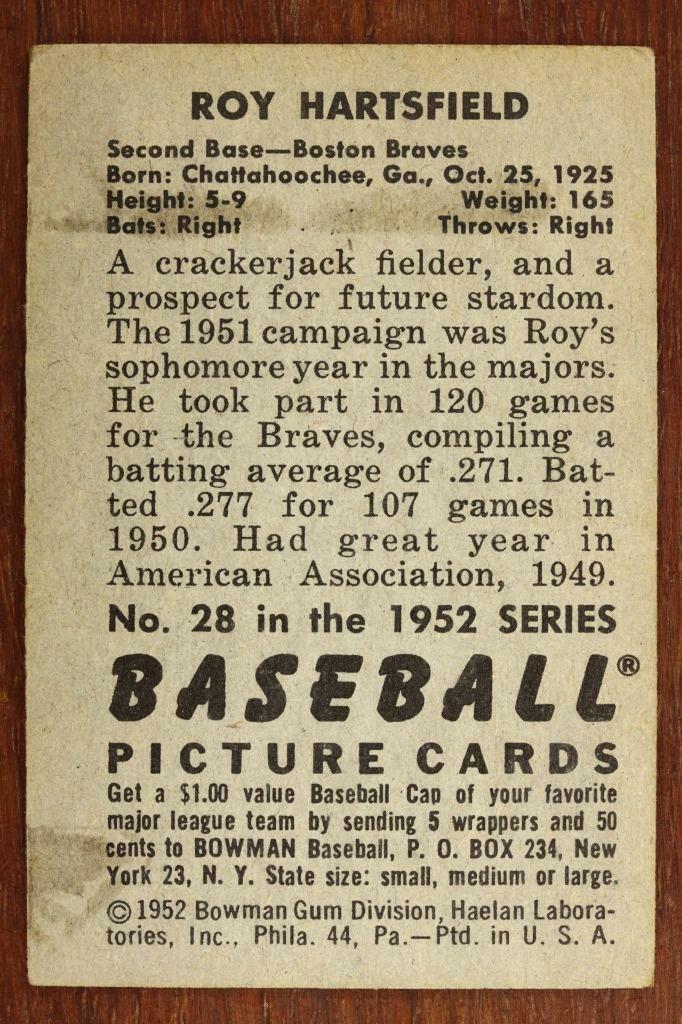 ROY HARTSFIELD
Second Base—Boston Braves
Born: Chattahoochee, Ga., Oct. 25, 1925
Height: 5-9 Weight: 165
Bats: Right Throws: Right
A crackerjack fielder, and a
prospect for future stardom.
The 1951 campaign was Roy's
sophomore year in the majors.
He took part in 120 games
for the Braves, compiling a
batting average of .271. Bat-
ted .277 for 107 games in
1950. Had great year in
American Association, 1949.
No. 28 in the 1952 SERIES
BASEBALL®
PICTURE CARDS
Get a $1.00 value Baseball Cap of your favorite
major league team by sending 5 wrappers and 50
cents to BOWMAN Baseball, P. O. BOX 234, New
York 23, N. Y. State size: small, medium or large.
© 1952 Bowman Gum Division, Haelan Labora-
tories, Inc., Phila. 44, Pa.—Ptd. in U. S. A.